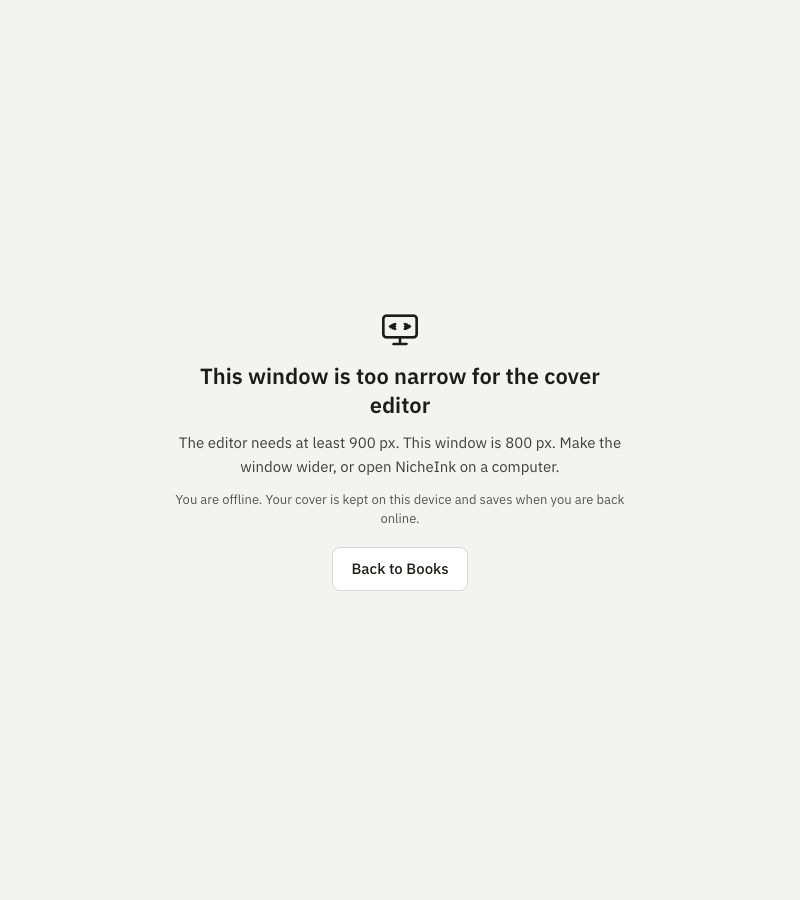 This window is too narrow for the cover
editor
The editor needs at least 900 px. This window is 800 px. Make the
window wider, or open NicheInk on a computer.
You are offline. Your cover is kept on this device and saves when you are back
online.
Back to Books